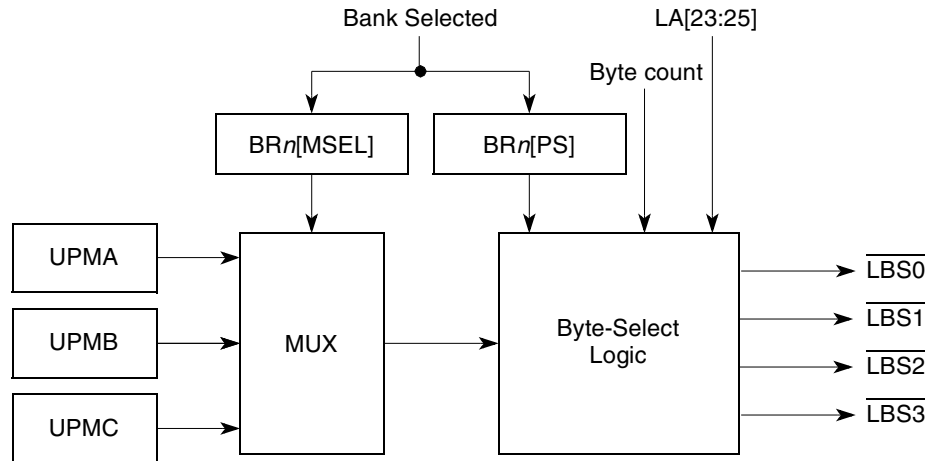 Bank Selected
LA[23:25]
Byte count
BRn[MSEL]
BRn[PS]
UPMA
UPMB
UPMC
MUX
Byte-Select
Logic
LBS0
LBS1
LBS2
LBS3